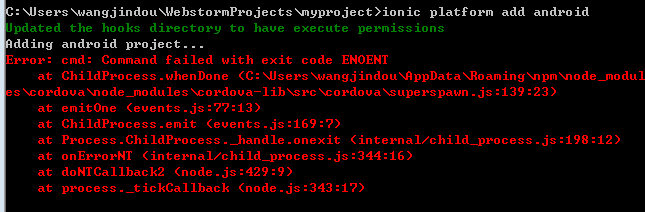 C:\Users\wangjindou\WebstormProjects\myproject>ionic platform add android
Updated the hooks directory to have execute permissions
Adding android project...
Error: cmd: Command failed with exit code ENOENT
    at ChildProcess.whenDone (C:\Users\wangjindou\AppData\Roaming\npm\node_modul
es\cordova\node_modules\cordova-lib\src\cordova\superspawn.js:139:23)
    at emitOne (events.js:77:13)
    at ChildProcess.emit (events.js:169:7)
    at Process.ChildProcess._handle.onexit (internal/child_process.js:198:12)
    at onErrorNT (internal/child_process.js:344:16)
    at doNTCallback2 (node.js:429:9)
    at process._tickCallback (node.js:343:17)